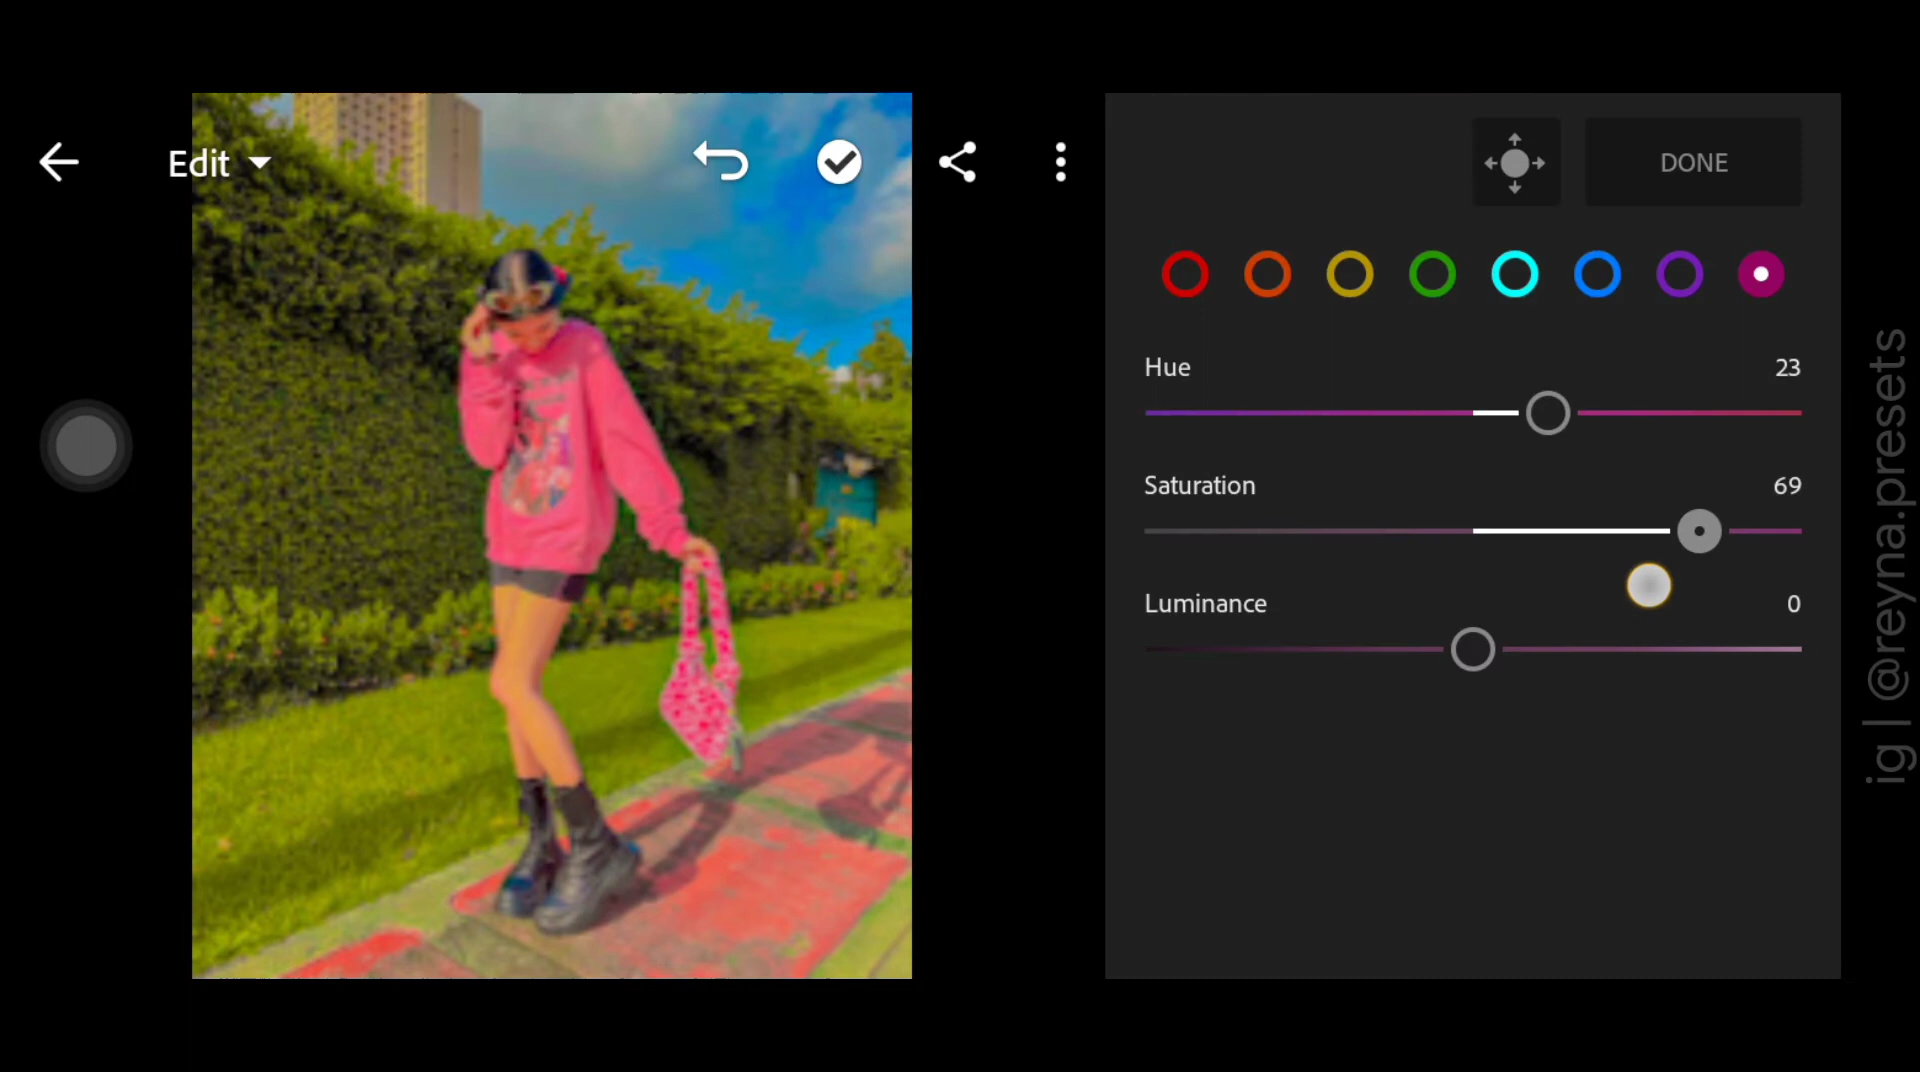 Edit
DONE
Hue 23
Saturation 69
Luminance 0
ig | @reyna.presets